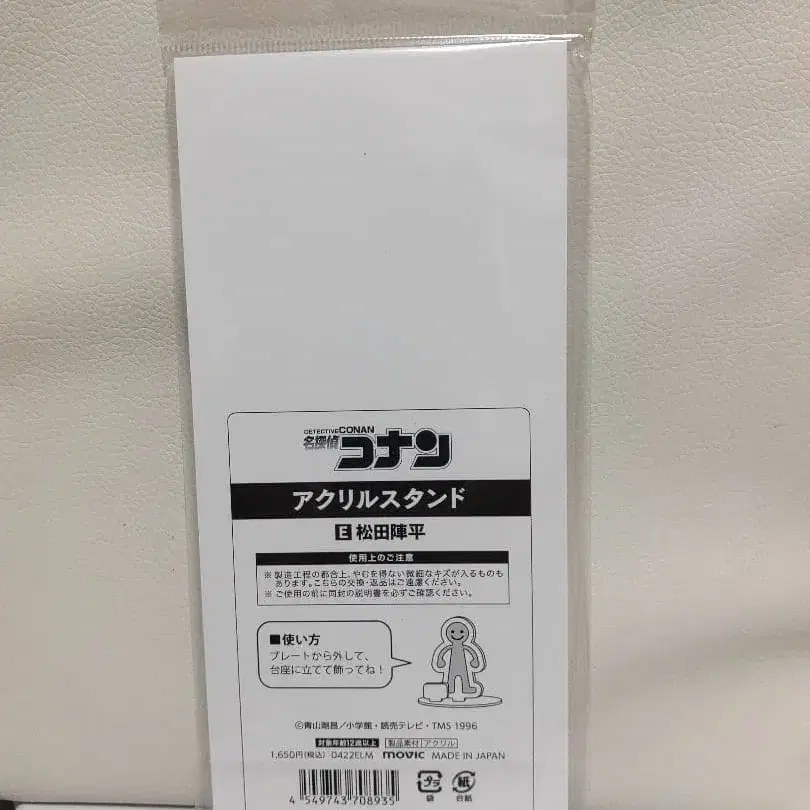 DETECTIVE CONAN
名探偵コナン
アクリルスタンド
E 松田陣平
使用上のご注意
※ 製造工程の都合上、やむを得ない微細なキズが入るものも
あります。こちらの交換・返品はご遠慮ください。
※ ご使用の前に同封の説明書を必ずご確認ください。
■使い方
プレートから外して、
台座に立てて飾ってね!
©青山剛昌/小学館・読売テレビ・TMS 1996
対象年齢12歳以上 製品素材 アクリル
1,650円(税込) 0422ELM movic MADE IN JAPAN
4 549743 708935
プラ 紙
袋 台紙